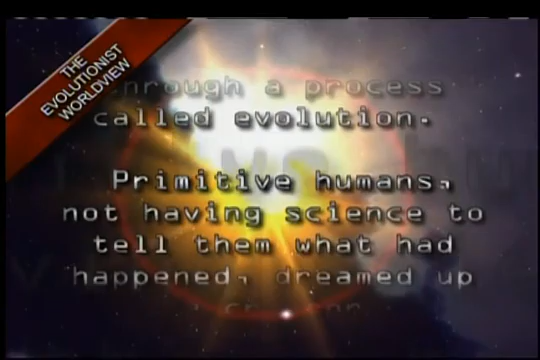 THE
EVOLUTIONIST
WORLDVIEW
through a process
called evolution.
Primitive humans,
not having science to
tell them what had
happened, dreamed up